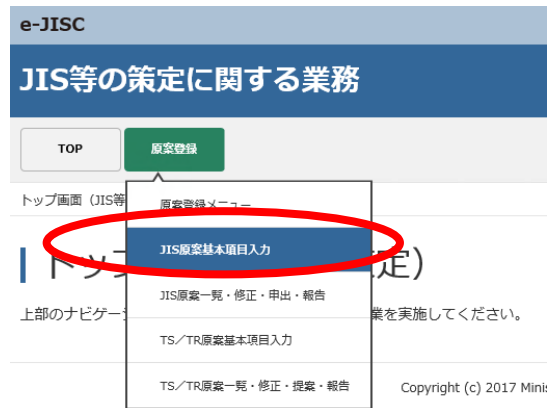 e-JISC
JIS等の策定に関する業務
TOP
原案登録
トップ画面（JIS等
原案登録メニュー
トップ
定）
JIS原案基本項目入力
JIS原案一覧・修正・申出・報告
上部のナビゲーシ
業を実施してください。
TS／TR原案基本項目入力
TS／TR原案一覧・修正・提案・報告
Copyright (c) 2017 Minis